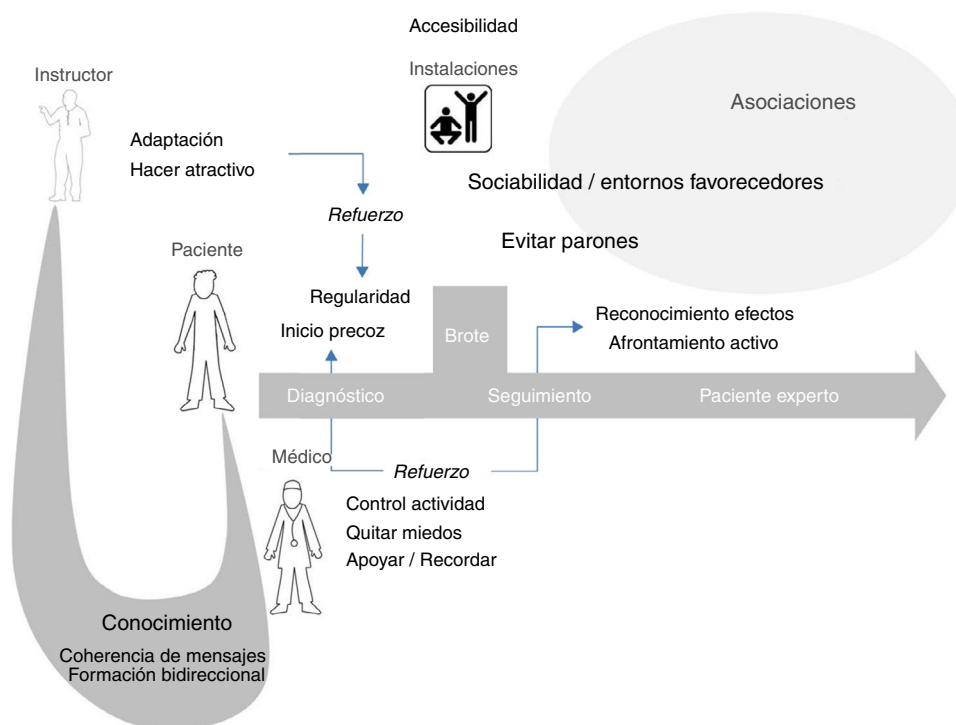 Accesibilidad
Instructor
Instalaciones
Asociaciones
Adaptación
Hacer atractivo
Sociabilidad / entornos favorecedores
Refuerzo
Paciente
Evitar parones
Regularidad
Inicio precoz
Brote
Reconocimiento efectos
Afrontamiento activo
Diagnóstico
Seguimiento
Paciente experto
Médico
Refuerzo
Control actividad
Quitar miedos
Apoyar / Recordar
Conocimiento
Coherencia de mensajes
Formación bidireccional